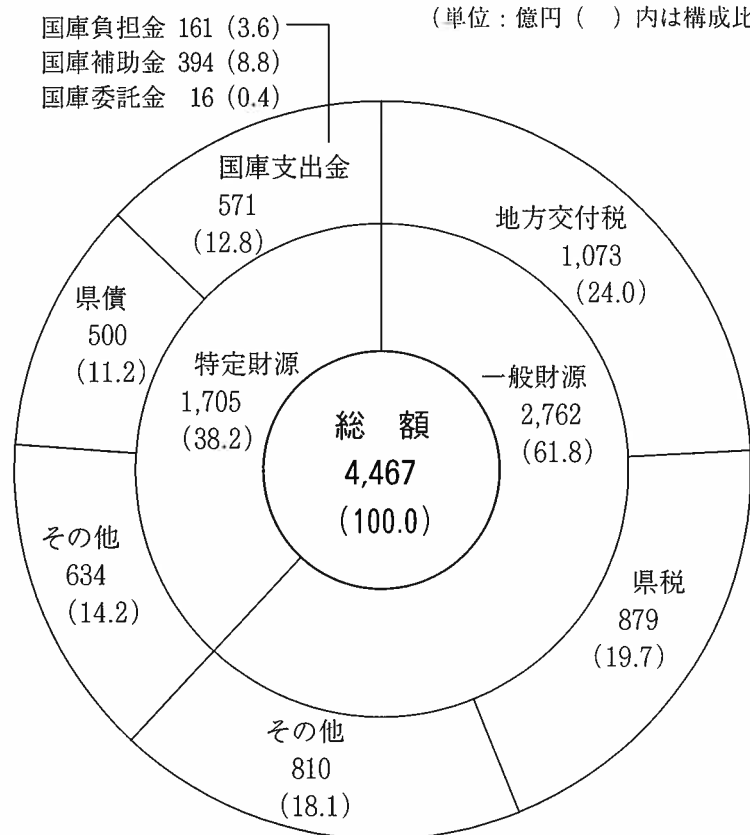 (単位：億円 (　) 内は構成比
国庫負担金 161 (3.6)
国庫補助金 394 (8.8)
国庫委託金 16 (0.4)
国庫支出金
571
(12.8)
地方交付税
1,073
(24.0)
県債
500
(11.2)
特定財源
1,705
(38.2)
一般財源
2,762
(61.8)
総　額
4,467
(100.0)
その他
634
(14.2)
県税
879
(19.7)
その他
810
(18.1)